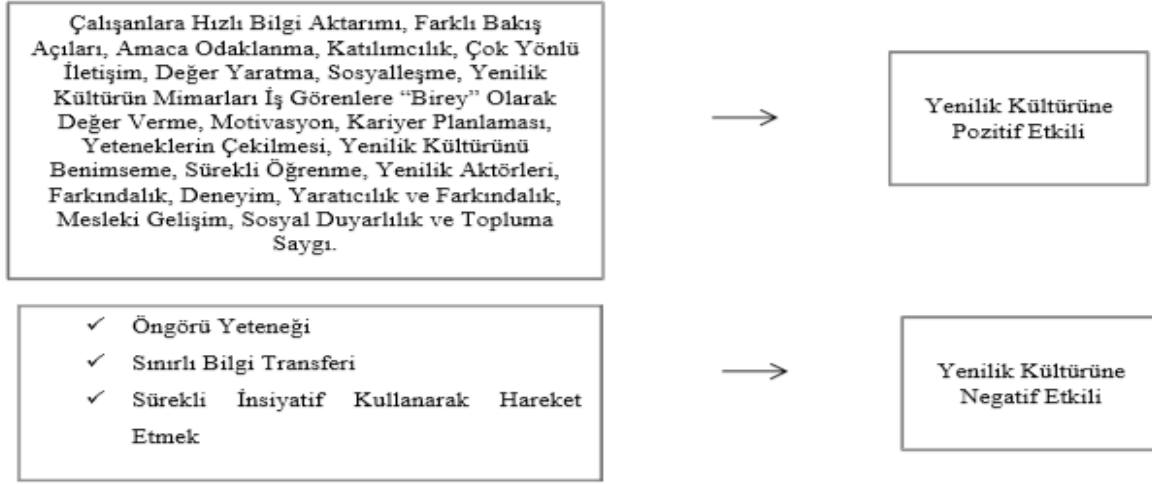 Çalışanlara Hızlı Bilgi Aktarımı, Farklı Bakış
Açıları, Amaca Odaklanma, Katılımcılık, Çok Yönlü
İletişim, Değer Yaratma, Sosyalleşme, Yenilik
Kültürün Mimarları İş Görenlere “Birey” Olarak
Değer Verme, Motivasyon, Kariyer Planlaması,
Yeteneklerin Çekilmesi, Yenilik Kültürünü
Benimseme, Sürekli Öğrenme, Yenilik Aktörleri,
Farkındalık, Deneyim, Yaratıcılık ve Farkındalık,
Mesleki Gelişim, Sosyal Duyarlılık ve Topluma
Saygı.
Yenilik Kültürüne
Pozitif Etkili
✓ Öngörü Yeteneği
✓ Sınırlı Bilgi Transferi
✓ Sürekli İnsiyatif Kullanarak Hareket
Etmek
Yenilik Kültürüne
Negatif Etkili